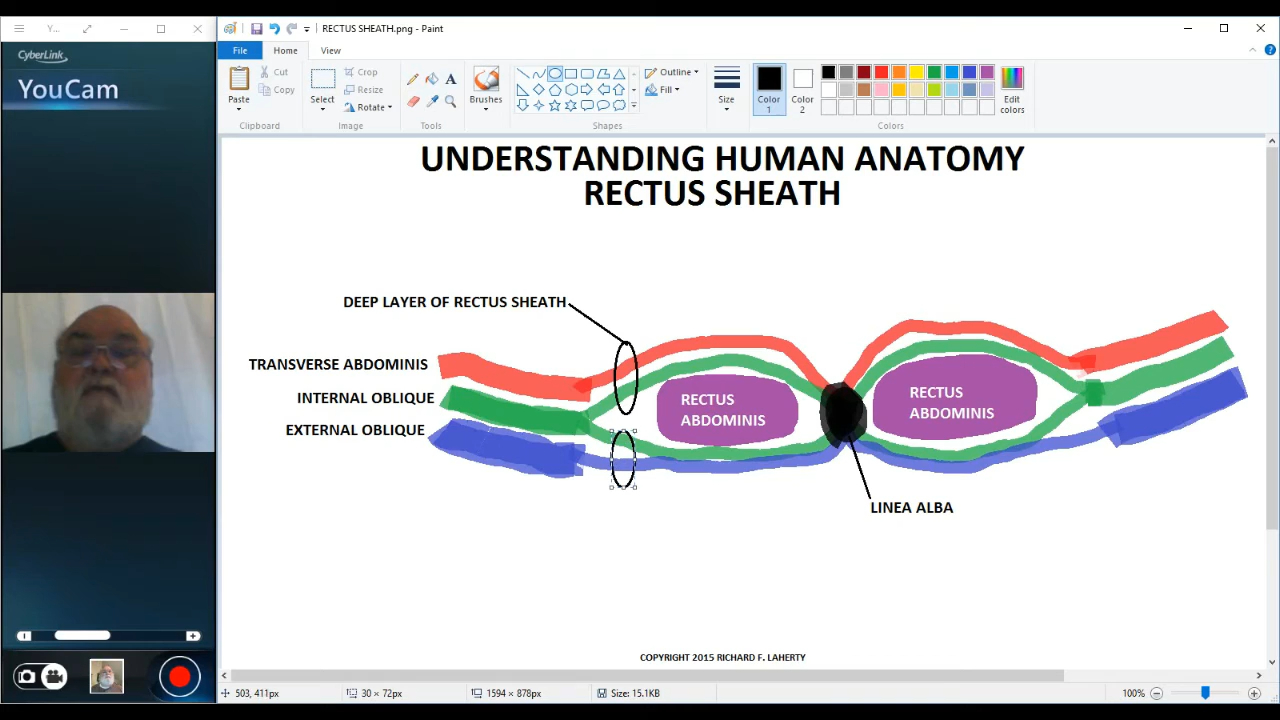 Y...
RECTUS SHEATH.png - Paint
CyberLink
YouCam
File
Home
View
Paste
Cut
Copy
Clipboard
Select
Crop
Resize
Rotate
Image
A
Tools
Brushes
Shapes
Outline
Fill
Size
Color
1
Color
2
Edit
colors
Colors
UNDERSTANDING HUMAN ANATOMY
RECTUS SHEATH
DEEP LAYER OF RECTUS SHEATH
TRANSVERSE ABDOMINIS
INTERNAL OBLIQUE
EXTERNAL OBLIQUE
RECTUS
ABDOMINIS
RECTUS
ABDOMINIS
LINEA ALBA
COPYRIGHT 2015 RICHARD F. LAHERTY
503, 411px
30 × 72px
1594 × 878px
Size: 15.1KB
100%